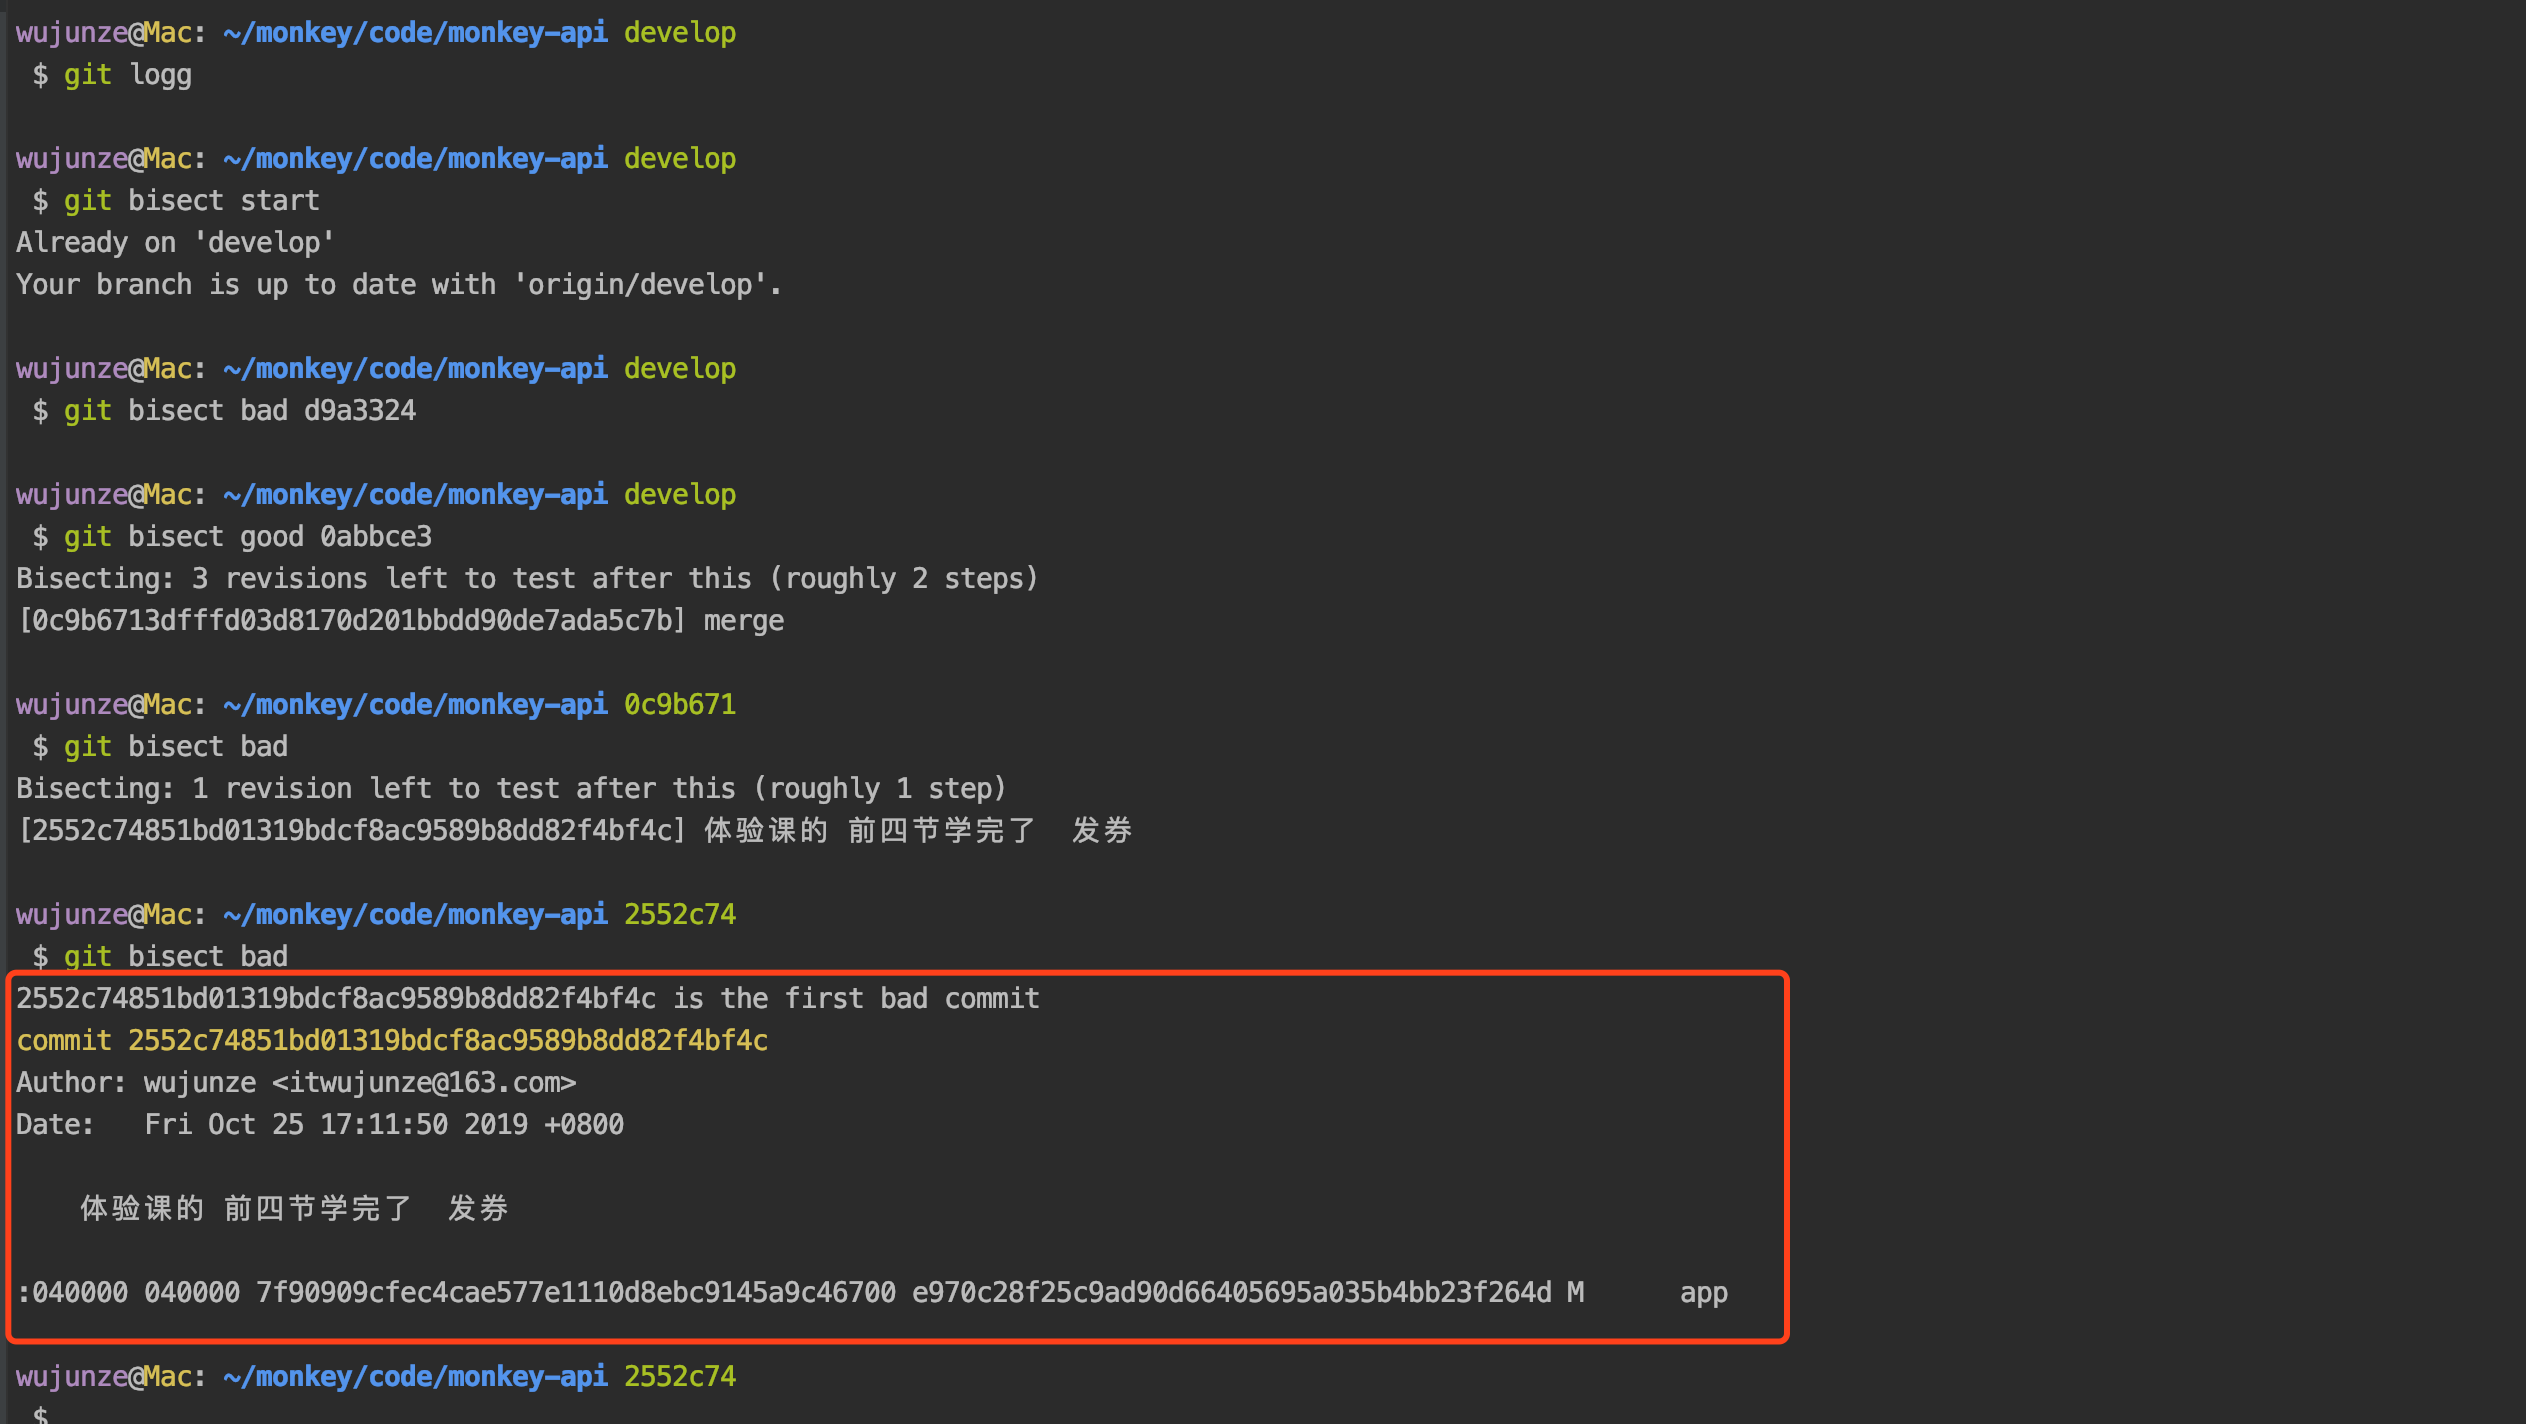 wujunze@Mac: ~/monkey/code/monkey-api develop
$ git logg
wujunze@Mac: ~/monkey/code/monkey-api develop
$ git bisect start
Already on 'develop'
Your branch is up to date with 'origin/develop'.
wujunze@Mac: ~/monkey/code/monkey-api develop
$ git bisect bad d9a3324
wujunze@Mac: ~/monkey/code/monkey-api develop
$ git bisect good 0abbce3
Bisecting: 3 revisions left to test after this (roughly 2 steps)
[0c9b6713dfffd03d8170d201bbdd90de7ada5c7b] merge
wujunze@Mac: ~/monkey/code/monkey-api 0c9b671
$ git bisect bad
Bisecting: 1 revision left to test after this (roughly 1 step)
[2552c74851bd01319bdcf8ac9589b8dd82f4bf4c] 体验课的 前四节学完了  发券
wujunze@Mac: ~/monkey/code/monkey-api 2552c74
$ git bisect bad
2552c74851bd01319bdcf8ac9589b8dd82f4bf4c is the first bad commit
commit 2552c74851bd01319bdcf8ac9589b8dd82f4bf4c
Author: wujunze <itwujunze@163.com>
Date:   Fri Oct 25 17:11:50 2019 +0800
体验课的 前四节学完了  发券
:040000 040000 7f90909cfec4cae577e1110d8ebc9145a9c46700 e970c28f25c9ad90d66405695a035b4bb23f264d M      app
wujunze@Mac: ~/monkey/code/monkey-api 2552c74
$